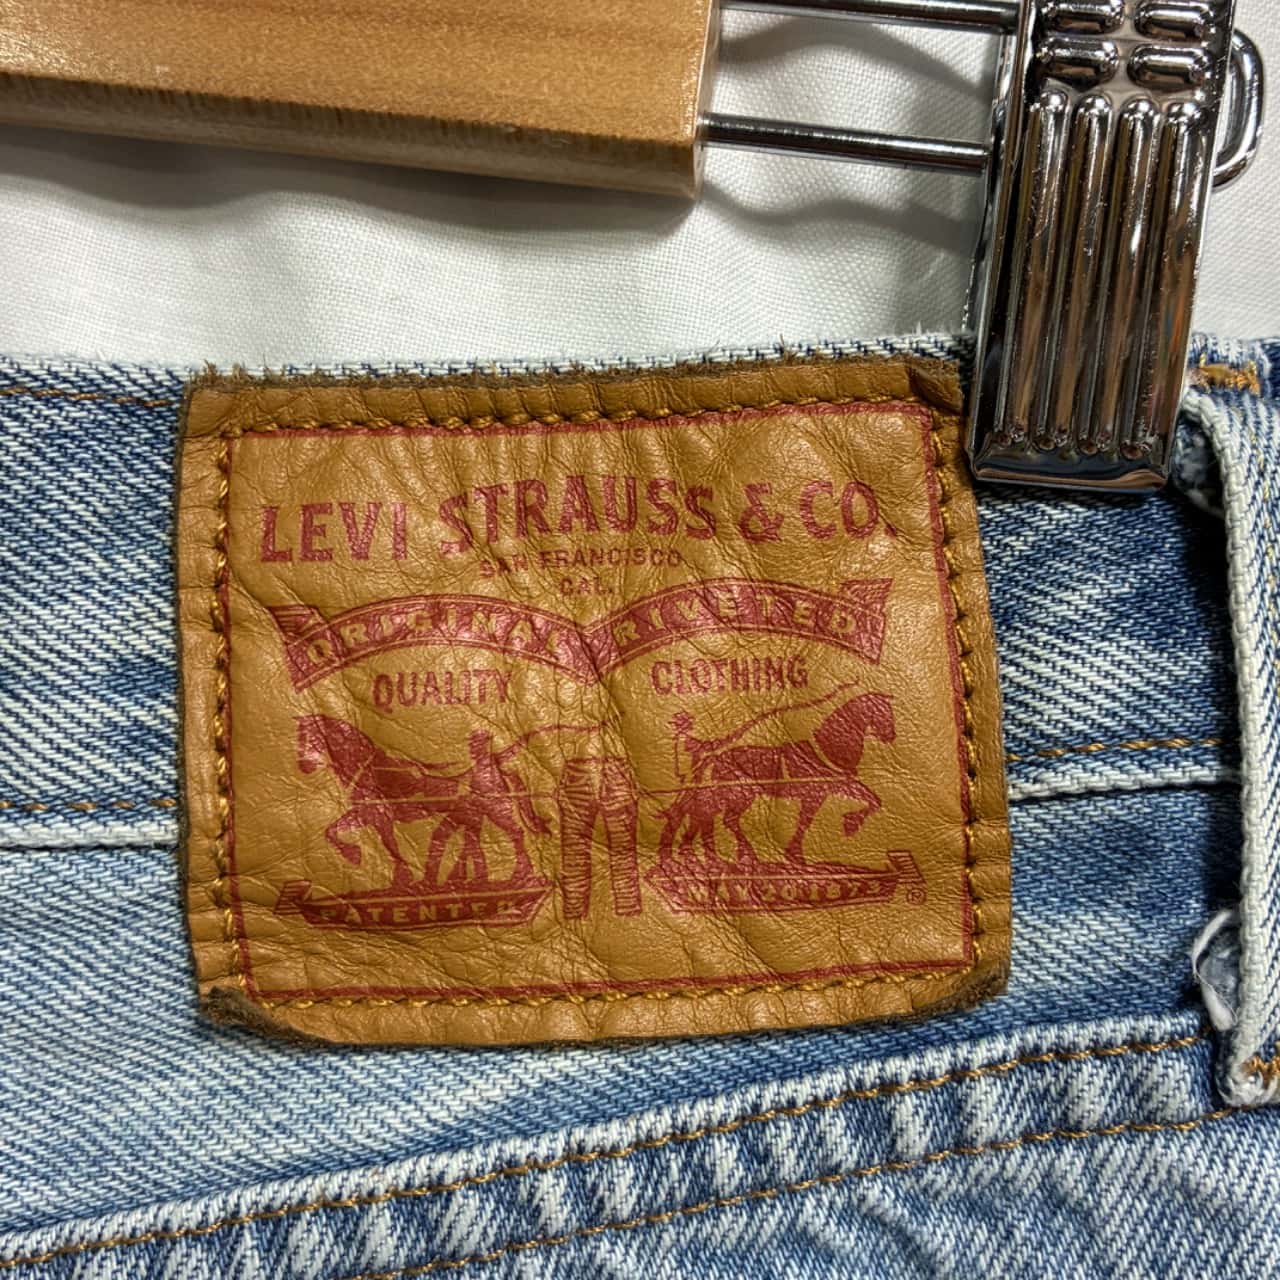 LEVI STRAUSS & CO.
SAN FRANCISCO
CAL.
ORIGINAL RIVETED
QUALITY CLOTHING
PATENTED MAY 20 1873 ®